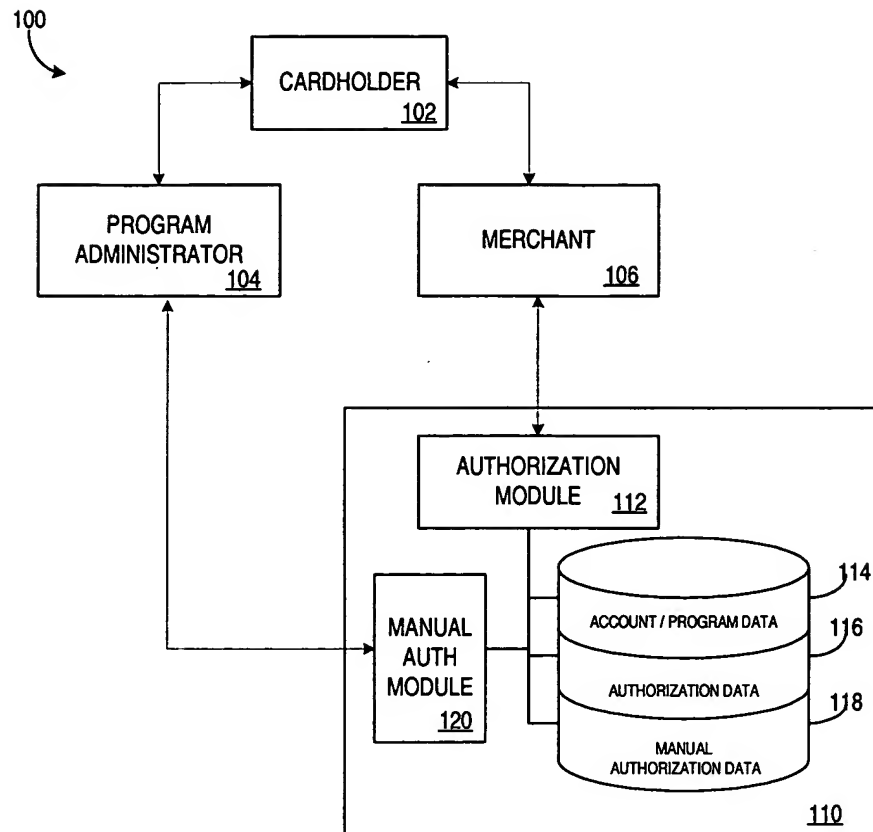 100
CARDHOLDER
102
PROGRAM
ADMINISTRATOR
104
MERCHANT
106
AUTHORIZATION
MODULE
112
MANUAL
AUTH
MODULE
120
114
ACCOUNT / PROGRAM DATA
116
AUTHORIZATION DATA
118
MANUAL
AUTHORIZATION DATA
110